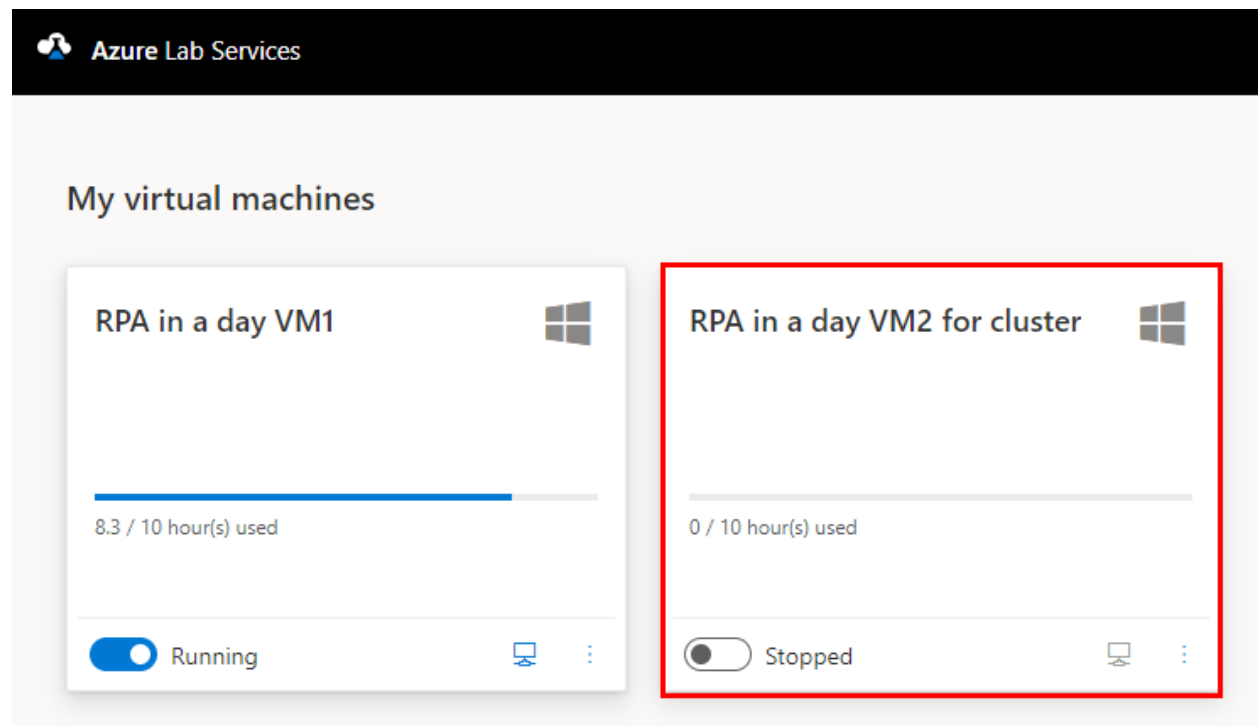 Azure Lab Services
My virtual machines
RPA in a day VM1
8.3 / 10 hour(s) used
Running
RPA in a day VM2 for cluster
0 / 10 hour(s) used
Stopped